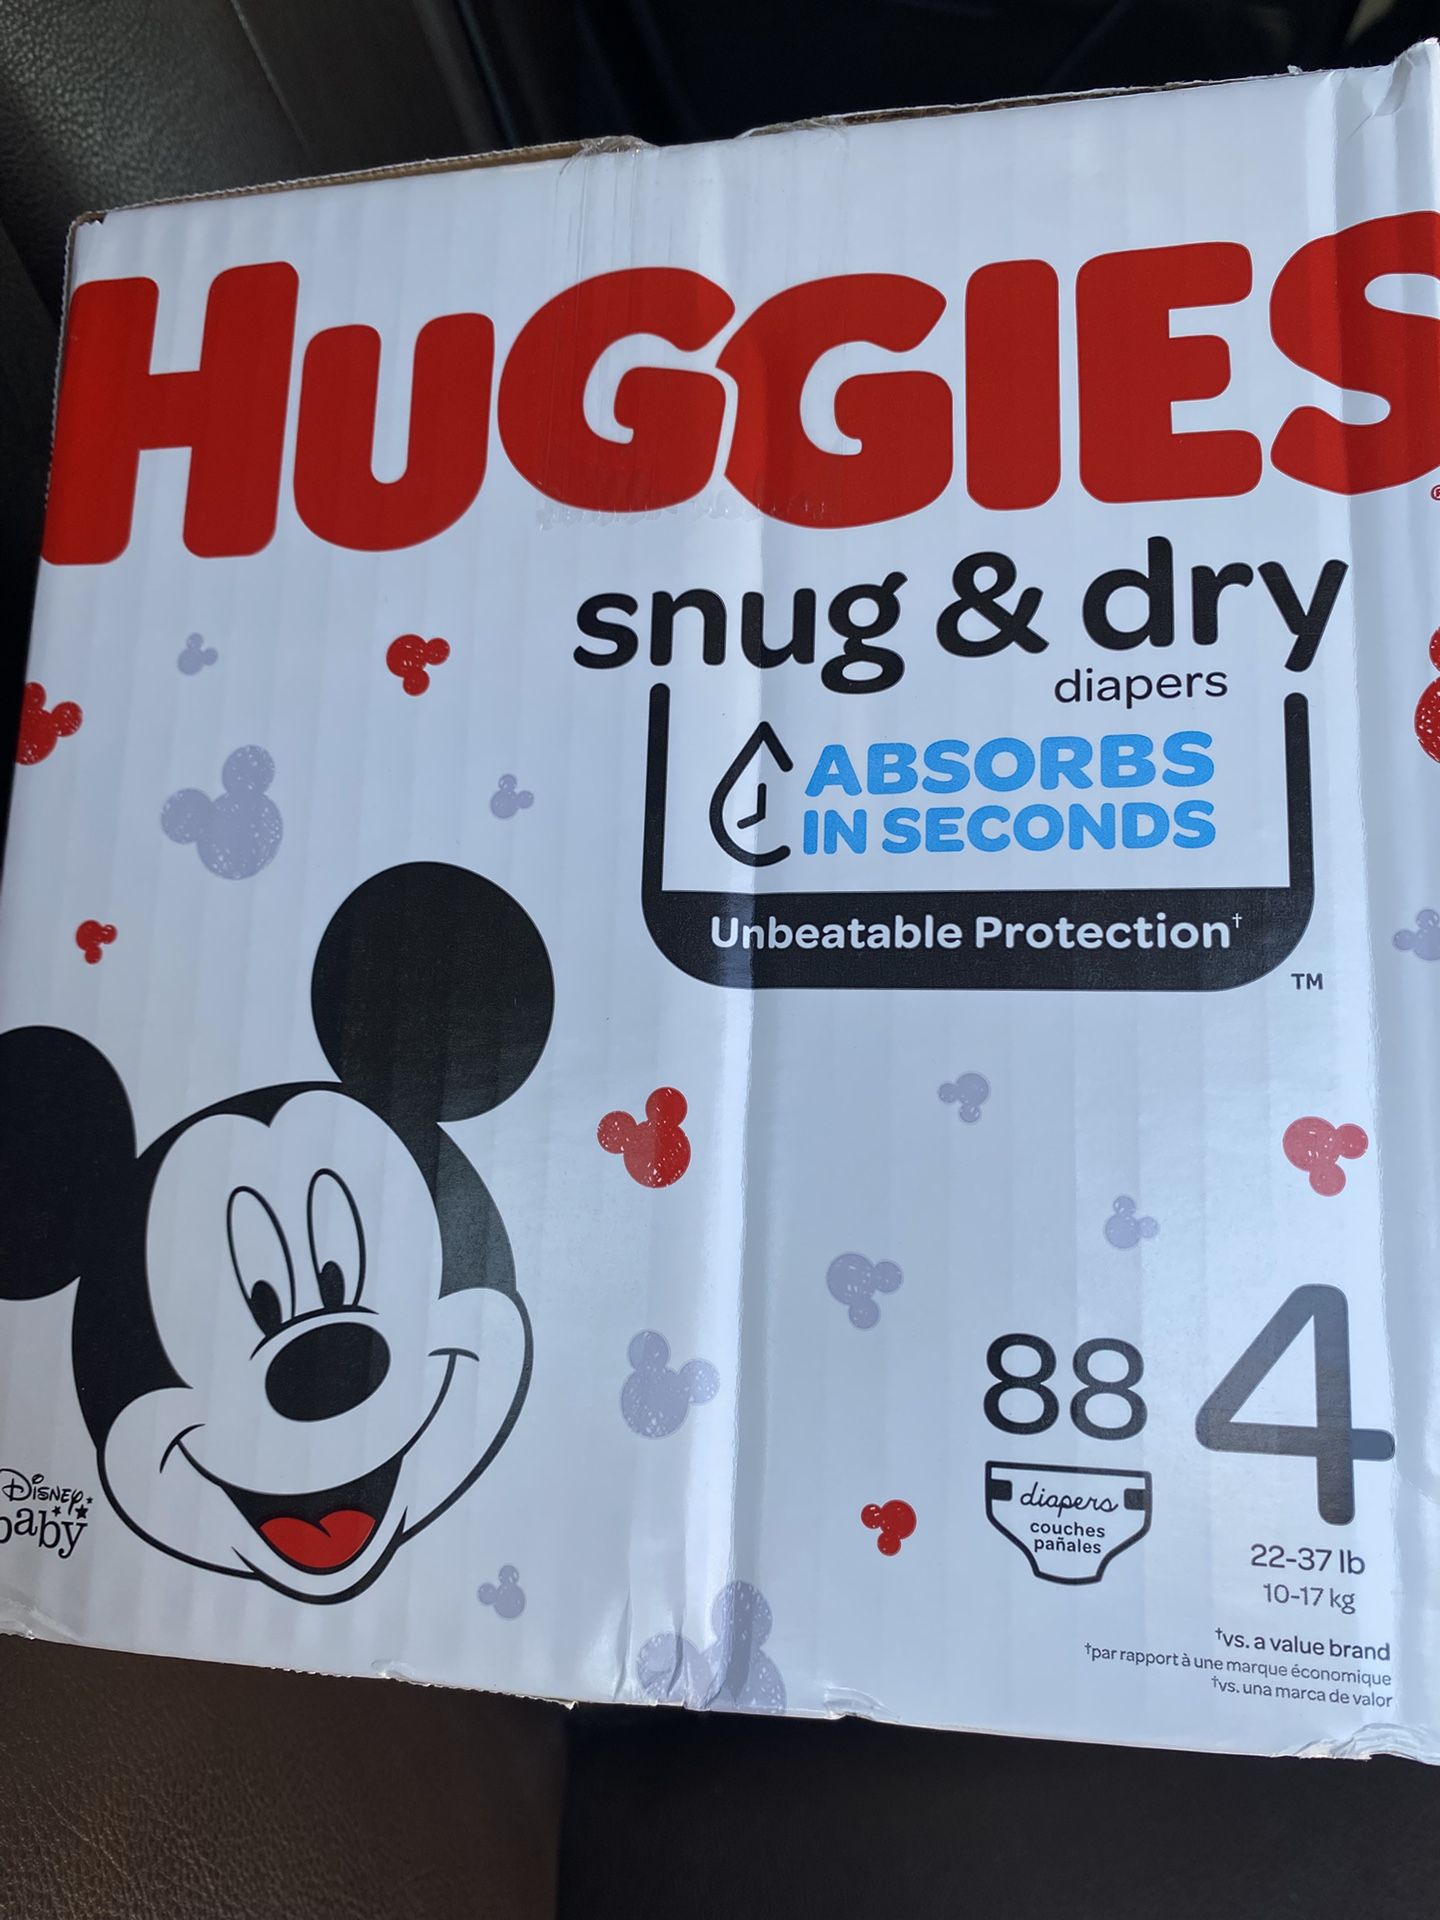 HUGGIES
®
snug & dry
diapers
ABSORBS
IN SECONDS
Unbeatable Protection†
TM
Disney
baby
88
4
diapers
couches
pañales
22-37 lb
10-17 kg
†vs. a value brand
†par rapport à une marque économique
†vs. una marca de valor